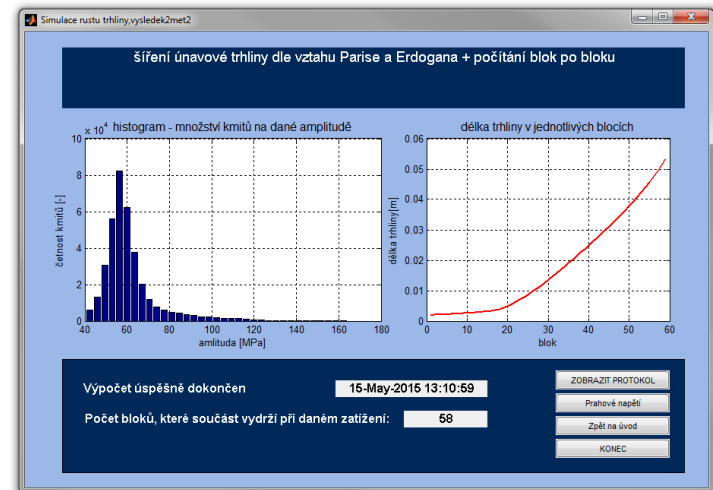 Simulace rustu trhliny,vysledek2met2
šíření únavové trhliny dle vztahu Parise a Erdogana + počítání blok po bloku
x 10^4 histogram - množství kmitů na dané amplitudě
10
8
6
4
2
0
četnost kmitů [-]
40 60 80 100 120 140 160 180
amlituda [MPa]
délka trhliny v jednotlivých blocích
0.06
0.05
0.04
0.03
0.02
0.01
0
délka trhliny[m]
0 10 20 30 40 50 60
blok
Výpočet úspěšně dokončen 15-May-2015 13:10:59
Počet bloků, které součást vydrží při daném zatížení: 58
ZOBRAZIT PROTOKOL
Prahové napětí
Zpět na úvod
KONEC